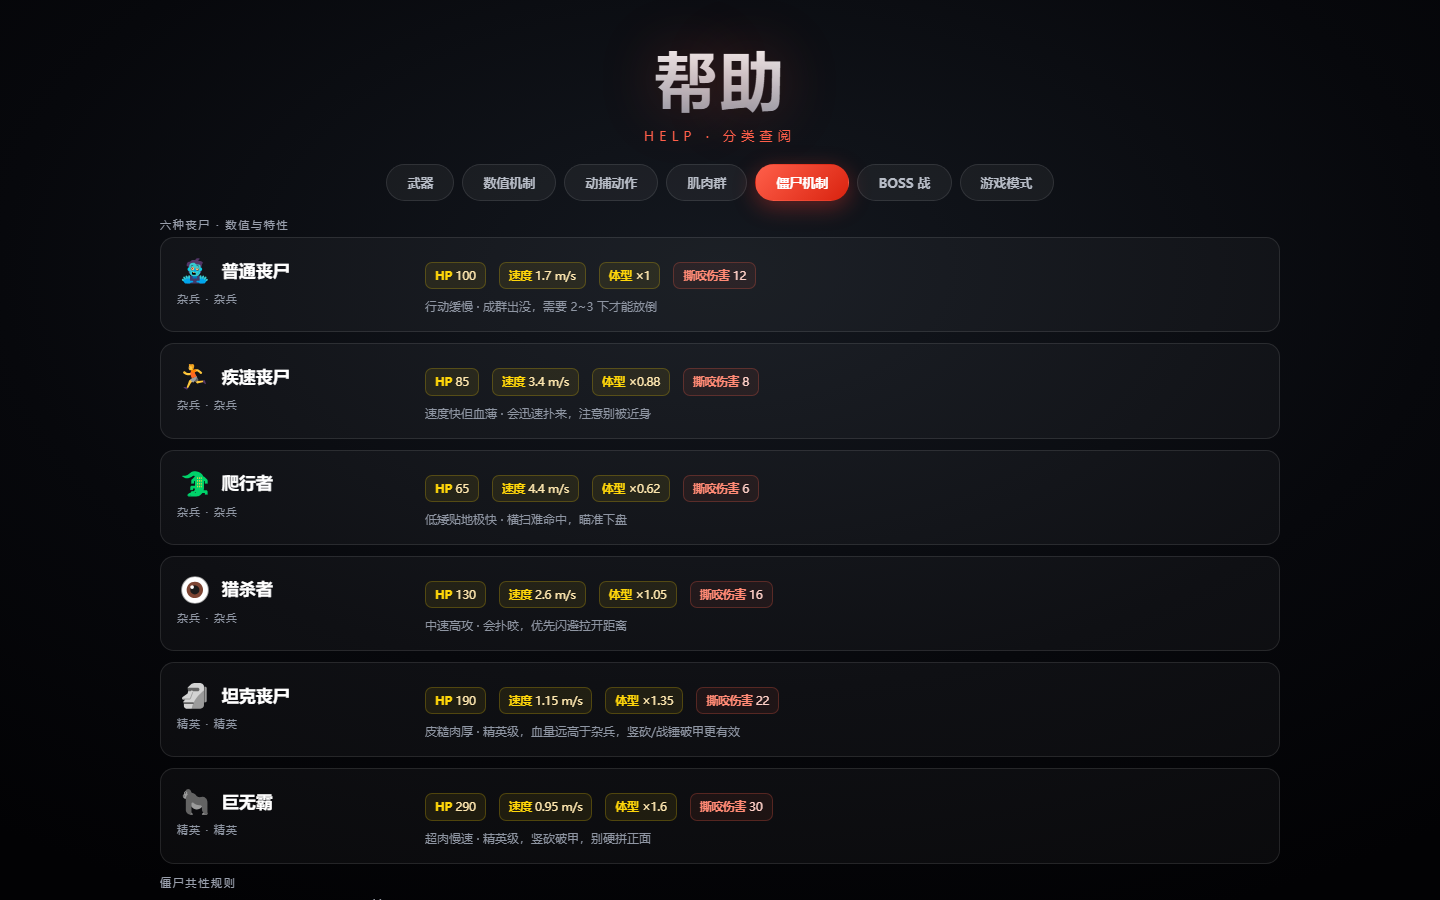 帮助
HELP · 分类查阅
武器 数值机制 动捕动作 肌肉群 僵尸机制 BOSS 战 游戏模式
六种丧尸 · 数值与特性
普通丧尸 HP 100 速度 1.7 m/s 体型 ×1 撕咬伤害 12
杂兵 · 杂兵 行动缓慢 · 成群出没，需要 2~3 下才能放倒
疾速丧尸 HP 85 速度 3.4 m/s 体型 ×0.88 撕咬伤害 8
杂兵 · 杂兵 速度快但血薄 · 会迅速扑来，注意别被近身
爬行者 HP 65 速度 4.4 m/s 体型 ×0.62 撕咬伤害 6
杂兵 · 杂兵 低矮贴地极快 · 横扫难命中，瞄准下盘
猎杀者 HP 130 速度 2.6 m/s 体型 ×1.05 撕咬伤害 16
杂兵 · 杂兵 中速高攻 · 会扑咬，优先闪避拉开距离
坦克丧尸 HP 190 速度 1.15 m/s 体型 ×1.35 撕咬伤害 22
精英 · 精英 皮糙肉厚 · 精英级，血量远高于杂兵，竖砍/战锤破甲更有效
巨无霸 HP 290 速度 0.95 m/s 体型 ×1.6 撕咬伤害 30
精英 · 精英 超肉慢速 · 精英级，竖砍破甲，别硬拼正面
僵尸共性规则